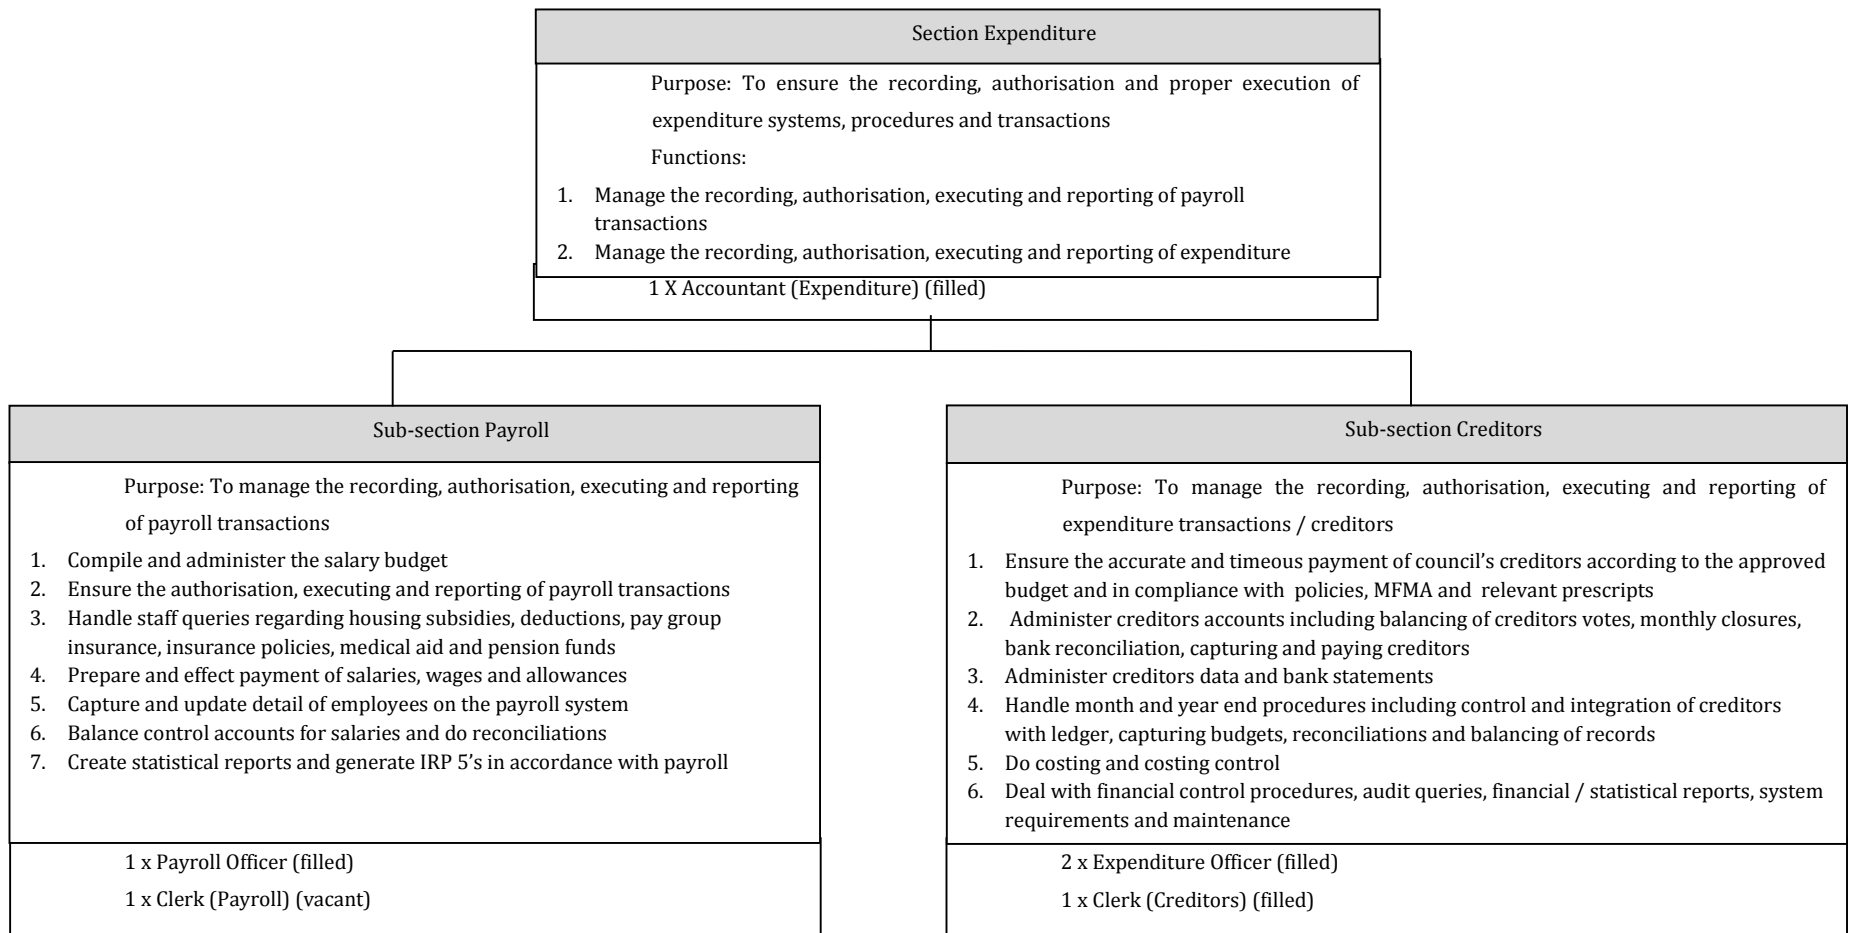 Section Expenditure
Purpose: To ensure the recording, authorisation and proper execution of
expenditure systems, procedures and transactions
Functions:
1. Manage the recording, authorisation, executing and reporting of payroll
transactions
2. Manage the recording, authorisation, executing and reporting of expenditure
1 X Accountant (Expenditure) (filled)
Sub-section Payroll
Purpose: To manage the recording, authorisation, executing and reporting
of payroll transactions
1. Compile and administer the salary budget
2. Ensure the authorisation, executing and reporting of payroll transactions
3. Handle staff queries regarding housing subsidies, deductions, pay group
insurance, insurance policies, medical aid and pension funds
4. Prepare and effect payment of salaries, wages and allowances
5. Capture and update detail of employees on the payroll system
6. Balance control accounts for salaries and do reconciliations
7. Create statistical reports and generate IRP 5's in accordance with payroll
1 x Payroll Officer (filled)
1 x Clerk (Payroll) (vacant)
Sub-section Creditors
Purpose: To manage the recording, authorisation, executing and reporting of
expenditure transactions / creditors
1. Ensure the accurate and timeous payment of council's creditors according to the approved
budget and in compliance with policies, MFMA and relevant prescripts
2. Administer creditors accounts including balancing of creditors votes, monthly closures,
bank reconciliation, capturing and paying creditors
3. Administer creditors data and bank statements
4. Handle month and year end procedures including control and integration of creditors
with ledger, capturing budgets, reconciliations and balancing of records
5. Do costing and costing control
6. Deal with financial control procedures, audit queries, financial / statistical reports, system
requirements and maintenance
2 x Expenditure Officer (filled)
1 x Clerk (Creditors) (filled)